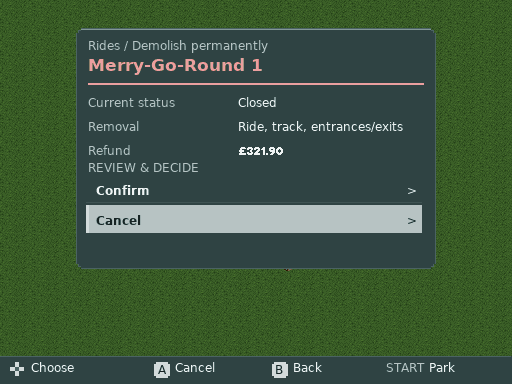 Rides / Demolish permanently
Merry-Go-Round 1
Current status Closed
Removal Ride, track, entrances/exits
Refund £321.90
REVIEW & DECIDE
Confirm >
Cancel >
Choose A Cancel B Back START Park